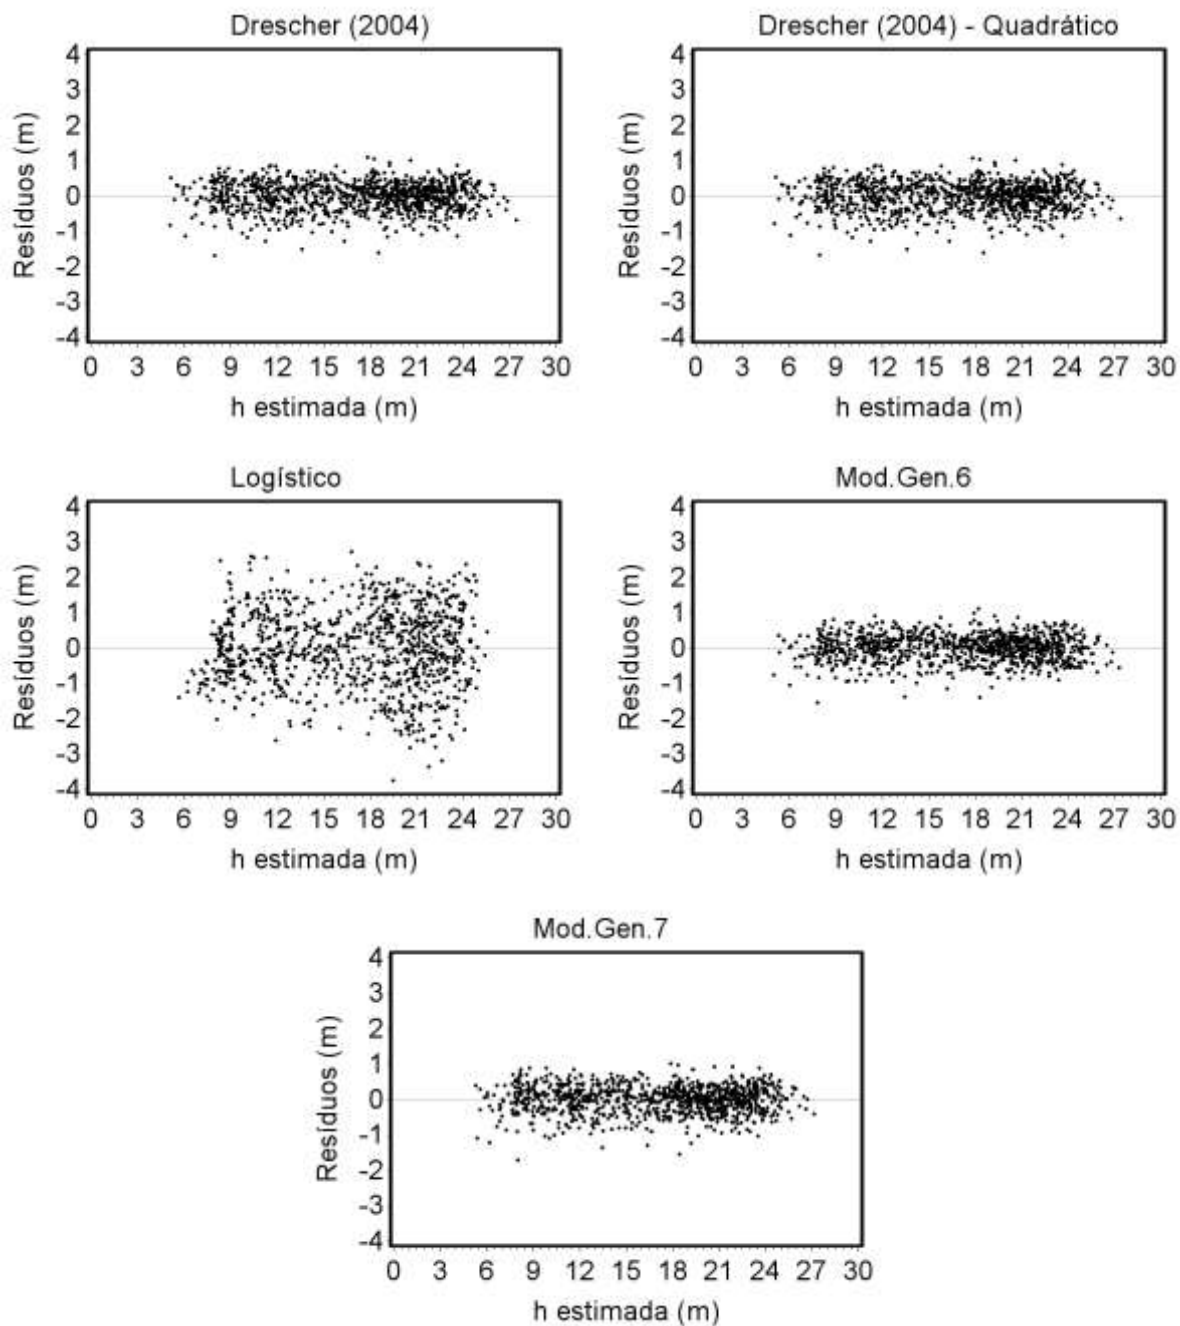 Drescher (2004)
4
3
2
1
0
-1
-2
-3
-4
Resíduos (m)
0 3 6 9 12 15 18 21 24 27 30
h estimada (m)
Drescher (2004) - Quadrático
4
3
2
1
0
-1
-2
-3
-4
Resíduos (m)
0 3 6 9 12 15 18 21 24 27 30
h estimada (m)
Logístico
4
3
2
1
0
-1
-2
-3
-4
Resíduos (m)
0 3 6 9 12 15 18 21 24 27 30
h estimada (m)
Mod.Gen.6
4
3
2
1
0
-1
-2
-3
-4
Resíduos (m)
0 3 6 9 12 15 18 21 24 27 30
h estimada (m)
Mod.Gen.7
4
3
2
1
0
-1
-2
-3
-4
Resíduos (m)
0 3 6 9 12 15 18 21 24 27 30
h estimada (m)